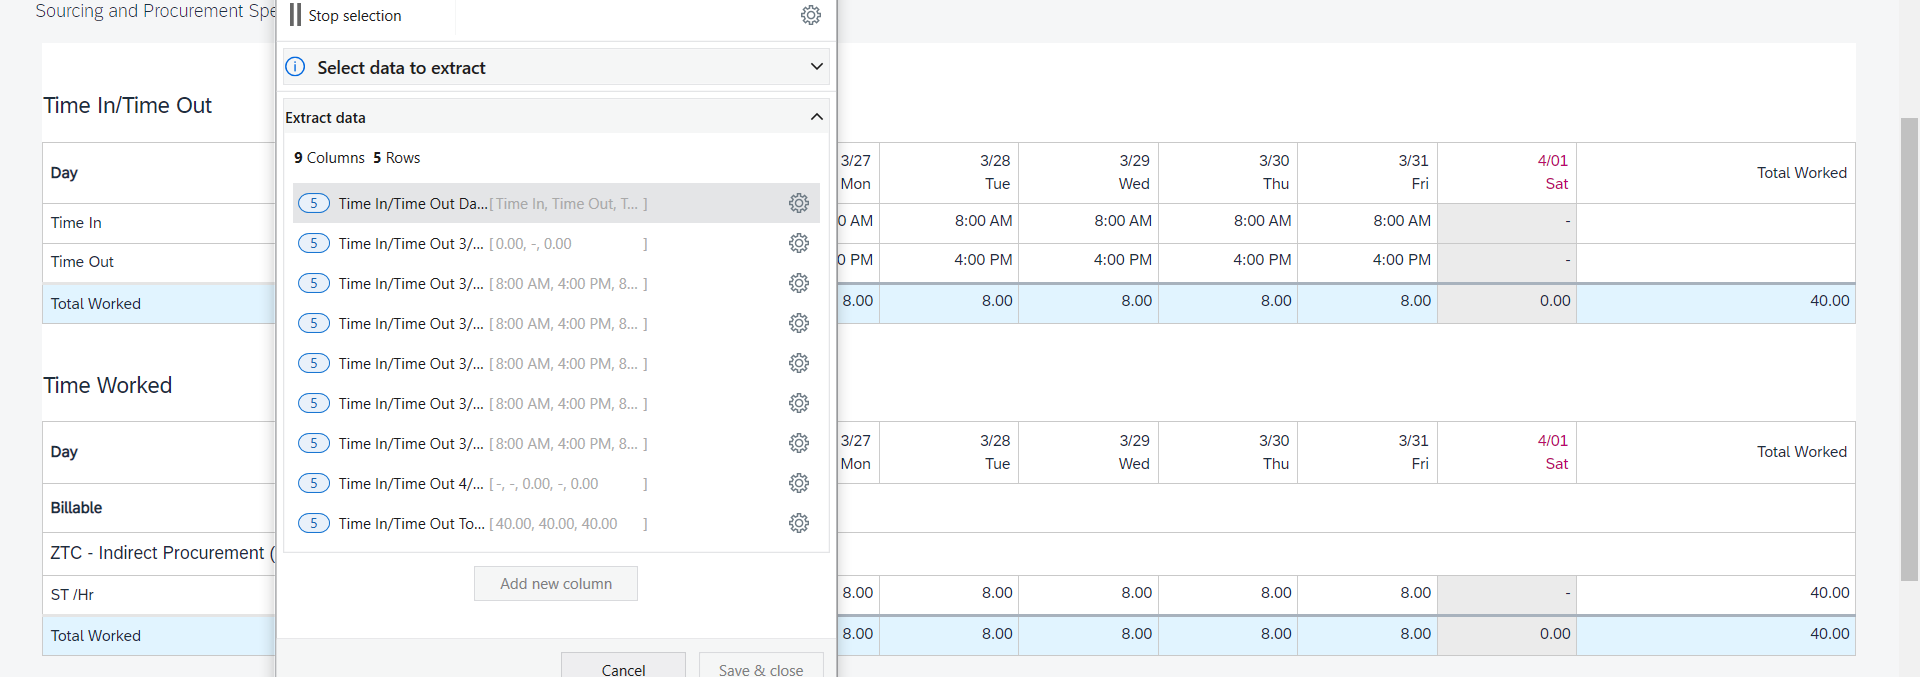 Sourcing and Procurement Spe
Stop selection
Select data to extract
Extract data
9 Columns 5 Rows
5 Time In/Time Out Da... [ Time In, Time Out, T... ]
5 Time In/Time Out 3/... [ 0.00, -, 0.00 ]
5 Time In/Time Out 3/... [ 8:00 AM, 4:00 PM, 8... ]
5 Time In/Time Out 3/... [ 8:00 AM, 4:00 PM, 8... ]
5 Time In/Time Out 3/... [ 8:00 AM, 4:00 PM, 8... ]
5 Time In/Time Out 3/... [ 8:00 AM, 4:00 PM, 8... ]
5 Time In/Time Out 3/... [ 8:00 AM, 4:00 PM, 8... ]
5 Time In/Time Out 4/... [ -, -, 0.00, -, 0.00 ]
5 Time In/Time Out To... [ 40.00, 40.00, 40.00 ]
Add new column
Cancel Save & close
Time In/Time Out
Day 3/27 3/28 3/29 3/30 3/31 4/01 Total Worked
Mon Tue Wed Thu Fri Sat
Time In 0 AM 8:00 AM 8:00 AM 8:00 AM 8:00 AM -
Time Out 0 PM 4:00 PM 4:00 PM 4:00 PM 4:00 PM -
Total Worked 8.00 8.00 8.00 8.00 8.00 0.00 40.00
Time Worked
Day 3/27 3/28 3/29 3/30 3/31 4/01 Total Worked
Mon Tue Wed Thu Fri Sat
Billable
ZTC - Indirect Procurement (
ST /Hr 8.00 8.00 8.00 8.00 8.00 - 40.00
Total Worked 8.00 8.00 8.00 8.00 8.00 0.00 40.00